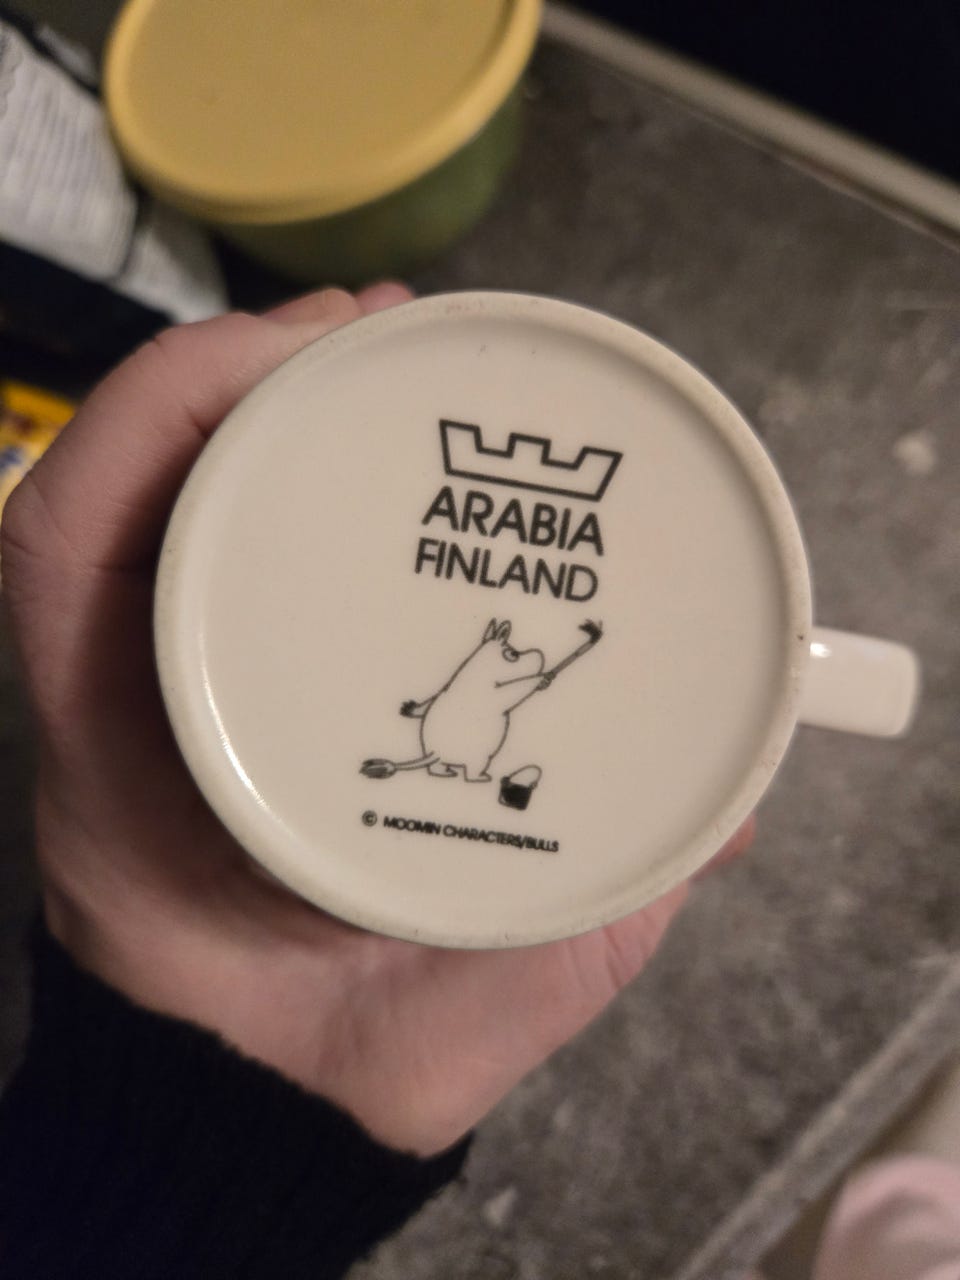 ARABIA
FINLAND
© MOOMIN CHARACTERS/BULLS